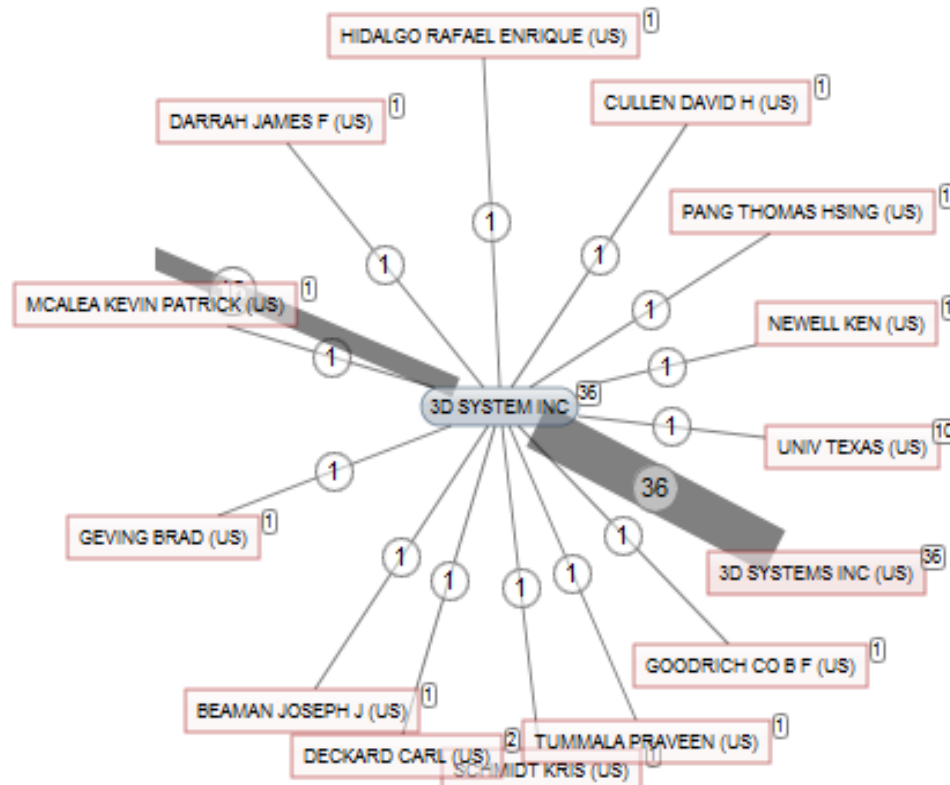 HIDALGO RAFAEL ENRIQUE (US) 1
CULLEN DAVID H (US) 1
DARRAH JAMES F (US) 1
PANG THOMAS HSING (US) 1
1
1
1
1
MCALEA KEVIN PATRICK (US) 1
NEWELL KEN (US) 1
1
1
3D SYSTEM INC 36
1
UNIV TEXAS (US) 10
1
36
GEVING BRAD (US) 1
1
3D SYSTEMS INC (US) 36
1
1
1
1
GOODRICH CO B F (US) 1
BEAMAN JOSEPH J (US) 1
DECKARD CARL (US) 2
TUMMALA PRAVEEN (US) 1
SCHMIDT KRIS (US) 1